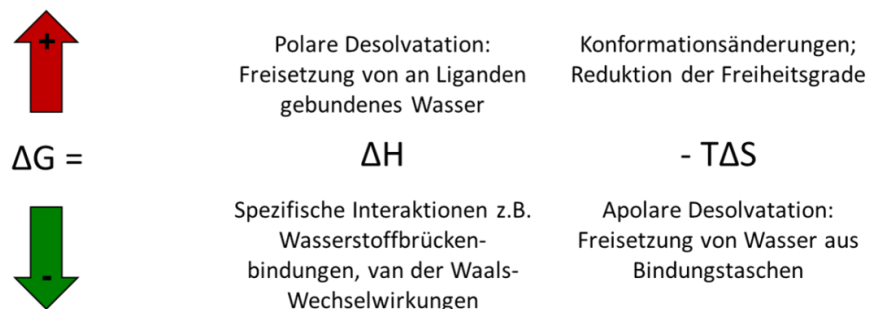 +
Polare Desolvatation:
Freisetzung von an Liganden
gebundenes Wasser
Konformationsänderungen;
Reduktion der Freiheitsgrade
ΔG =
ΔH
- TΔS
-
Spezifische Interaktionen z.B.
Wasserstoffbrücken-
bindungen, van der Waals-
Wechselwirkungen
Apolare Desolvatation:
Freisetzung von Wasser aus
Bindungstaschen